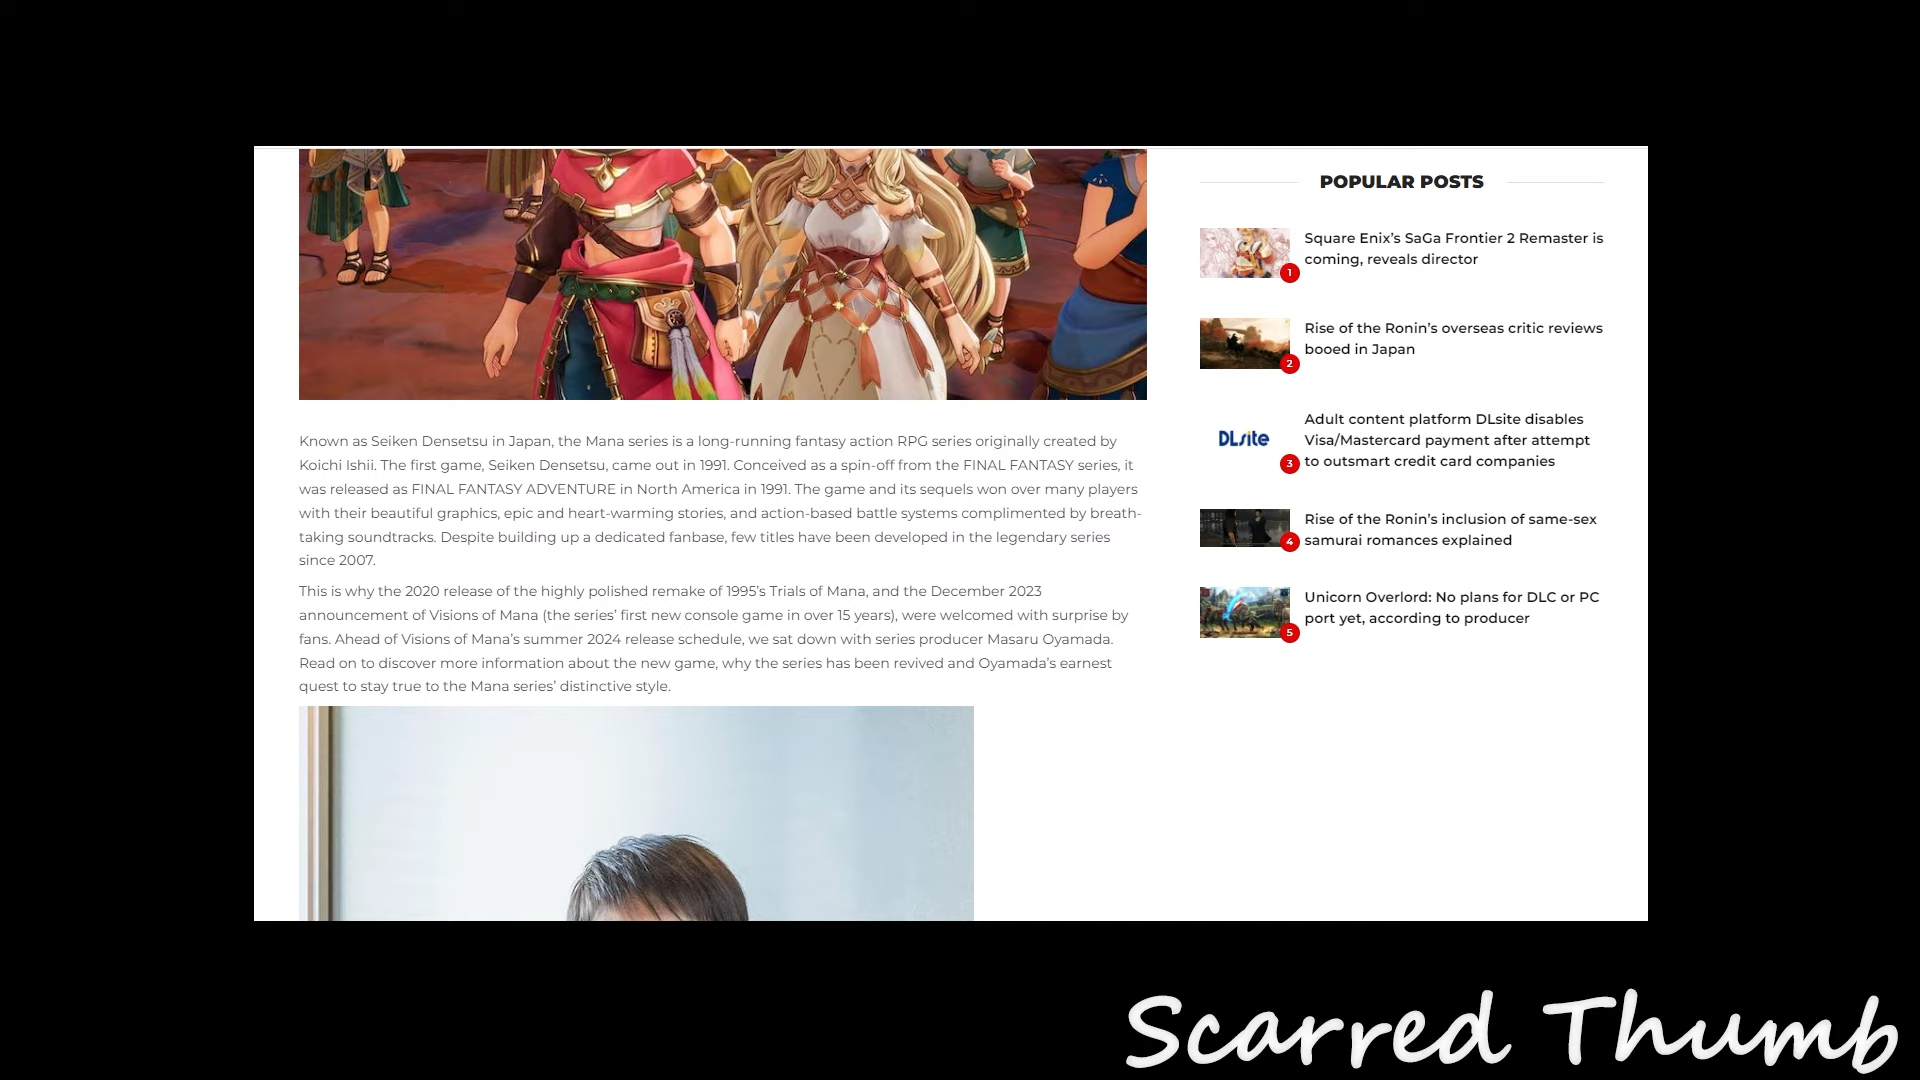 Known as Seiken Densetsu in Japan, the Mana series is a long-running fantasy action RPG series originally created by
Koichi Ishii. The first game, Seiken Densetsu, came out in 1991. Conceived as a spin-off from the FINAL FANTASY series, it
was released as FINAL FANTASY ADVENTURE in North America in 1991. The game and its sequels won over many players
with their beautiful graphics, epic and heart-warming stories, and action-based battle systems complimented by breath-
taking soundtracks. Despite building up a dedicated fanbase, few titles have been developed in the legendary series
since 2007.
This is why the 2020 release of the highly polished remake of 1995's Trials of Mana, and the December 2023
announcement of Visions of Mana (the series' first new console game in over 15 years), were welcomed with surprise by
fans. Ahead of Visions of Mana's summer 2024 release schedule, we sat down with series producer Masaru Oyamada.
Read on to discover more information about the new game, why the series has been revived and Oyamada's earnest
quest to stay true to the Mana series' distinctive style.
POPULAR POSTS
Square Enix's SaGa Frontier 2 Remaster is
coming, reveals director
1
Rise of the Ronin's overseas critic reviews
booed in Japan
2
DLsite
Adult content platform DLsite disables
Visa/Mastercard payment after attempt
to outsmart credit card companies
3
Rise of the Ronin's inclusion of same-sex
samurai romances explained
4
Unicorn Overlord: No plans for DLC or PC
port yet, according to producer
5
Scarred Thumb